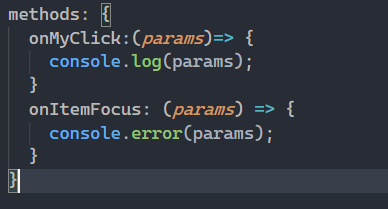 methods: {
  onMyClick:(params)=> {
    console.log(params);
  }
  onItemFocus: (params) => {
    console.error(params);
  }
}